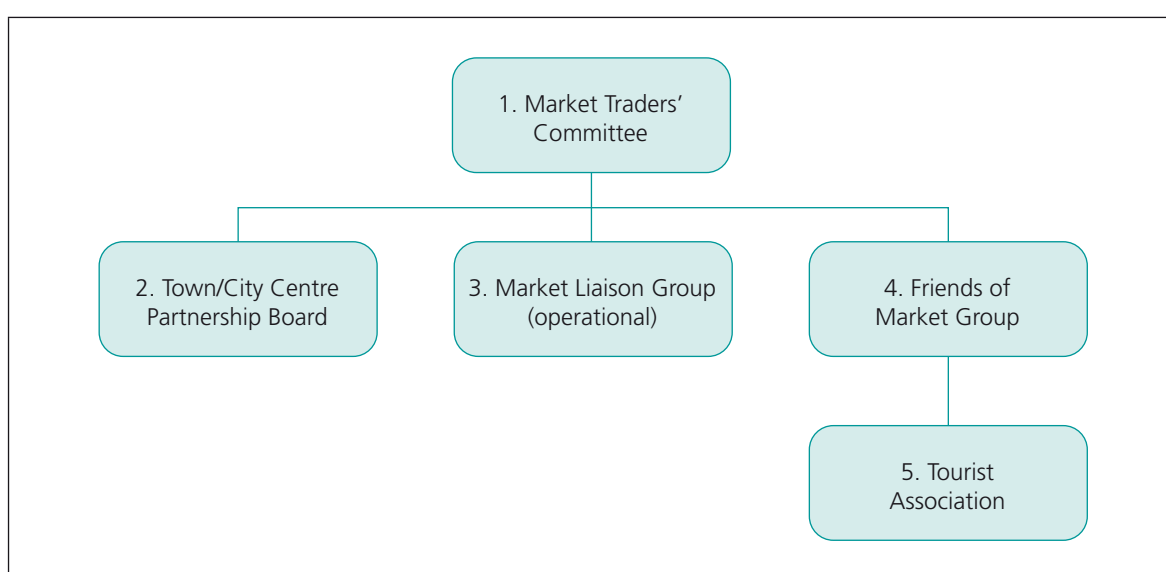 1. Market Traders’
Committee
2. Town/City Centre
Partnership Board
3. Market Liaison Group
(operational)
4. Friends of
Market Group
5. Tourist
Association